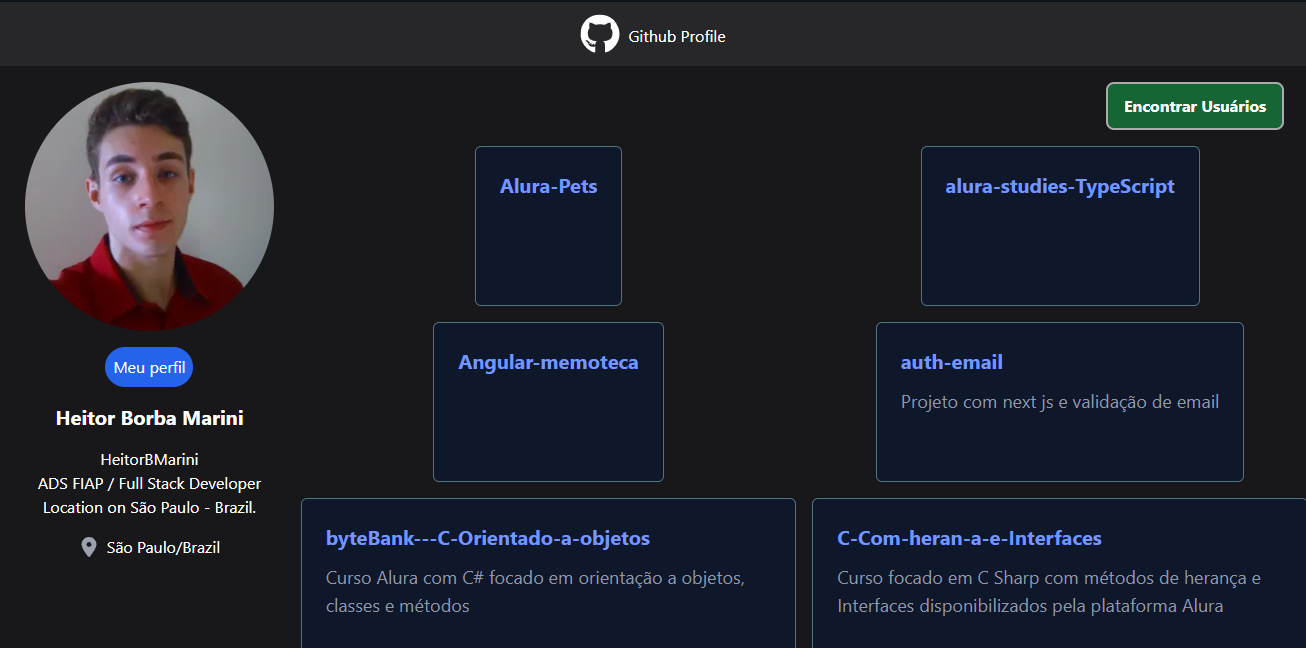 Github Profile
Encontrar Usuários
Meu perfil
Heitor Borba Marini
HeitorBMarini
ADS FIAP / Full Stack Developer
Location on São Paulo - Brazil.
São Paulo/Brazil
Alura-Pets
alura-studies-TypeScript
Angular-memoteca
auth-email
Projeto com next js e validação de email
byteBank---C-Orientado-a-objetos
Curso Alura com C# focado em orientação a objetos,
classes e métodos
C-Com-heran-a-e-Interfaces
Curso focado em C Sharp com métodos de herança e
Interfaces disponibilizados pela plataforma Alura